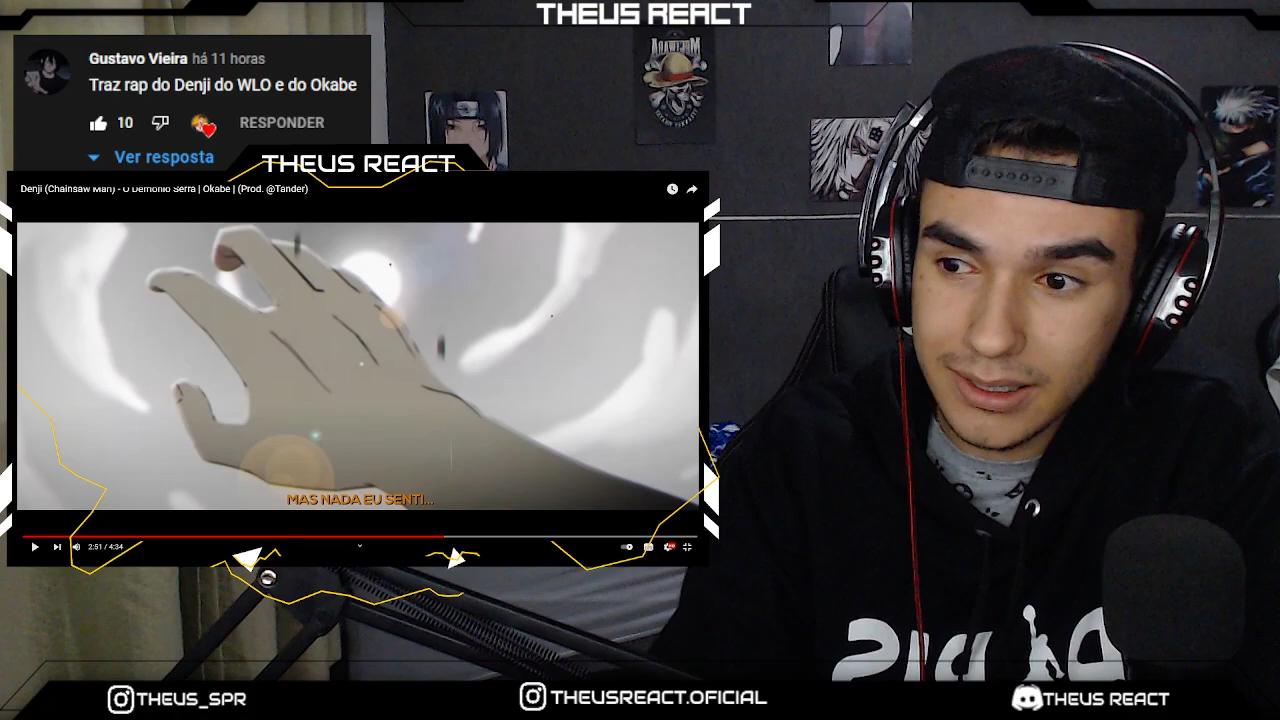 THEUS REACT
Gustavo Vieira há 11 horas
Traz rap do Denji do WLO e do Okabe
10
RESPONDER
Ver resposta
THEUS REACT
Denji (Chainsaw Man) - O Demônio Serra | Okabe | (Prod. @Tander)
MAS NADA EU SENTI...
2:51 / 4:34
THEUS_SPR
THEUSREACT.OFICIAL
THEUS REACT